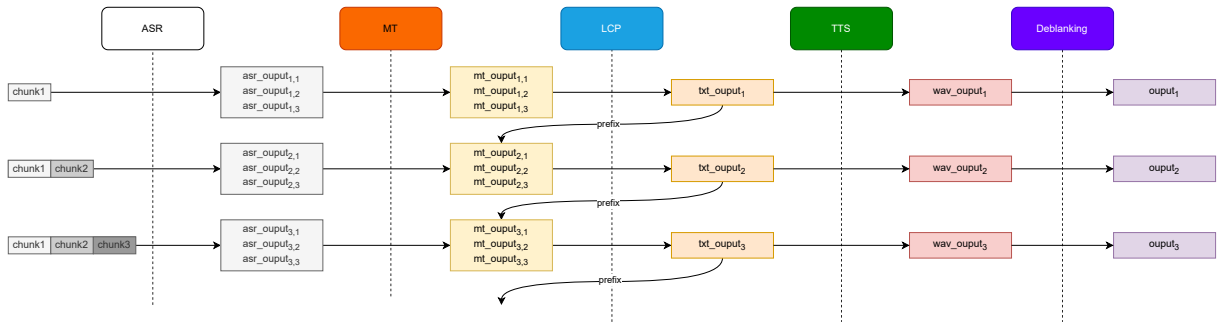 ASR
MT
LCP
TTS
Deblanking
chunk1
asr_ouput1,1
asr_ouput1,2
asr_ouput1,3
mt_ouput1,1
mt_ouput1,2
mt_ouput1,3
txt_ouput1
wav_ouput1
ouput1
prefix
chunk1 chunk2
asr_ouput2,1
asr_ouput2,2
asr_ouput2,3
mt_ouput2,1
mt_ouput2,2
mt_ouput2,3
txt_ouput2
wav_ouput2
ouput2
prefix
chunk1 chunk2 chunk3
asr_ouput3,1
asr_ouput3,2
asr_ouput3,3
mt_ouput3,1
mt_ouput3,2
mt_ouput3,3
txt_ouput3
wav_ouput3
ouput3
prefix